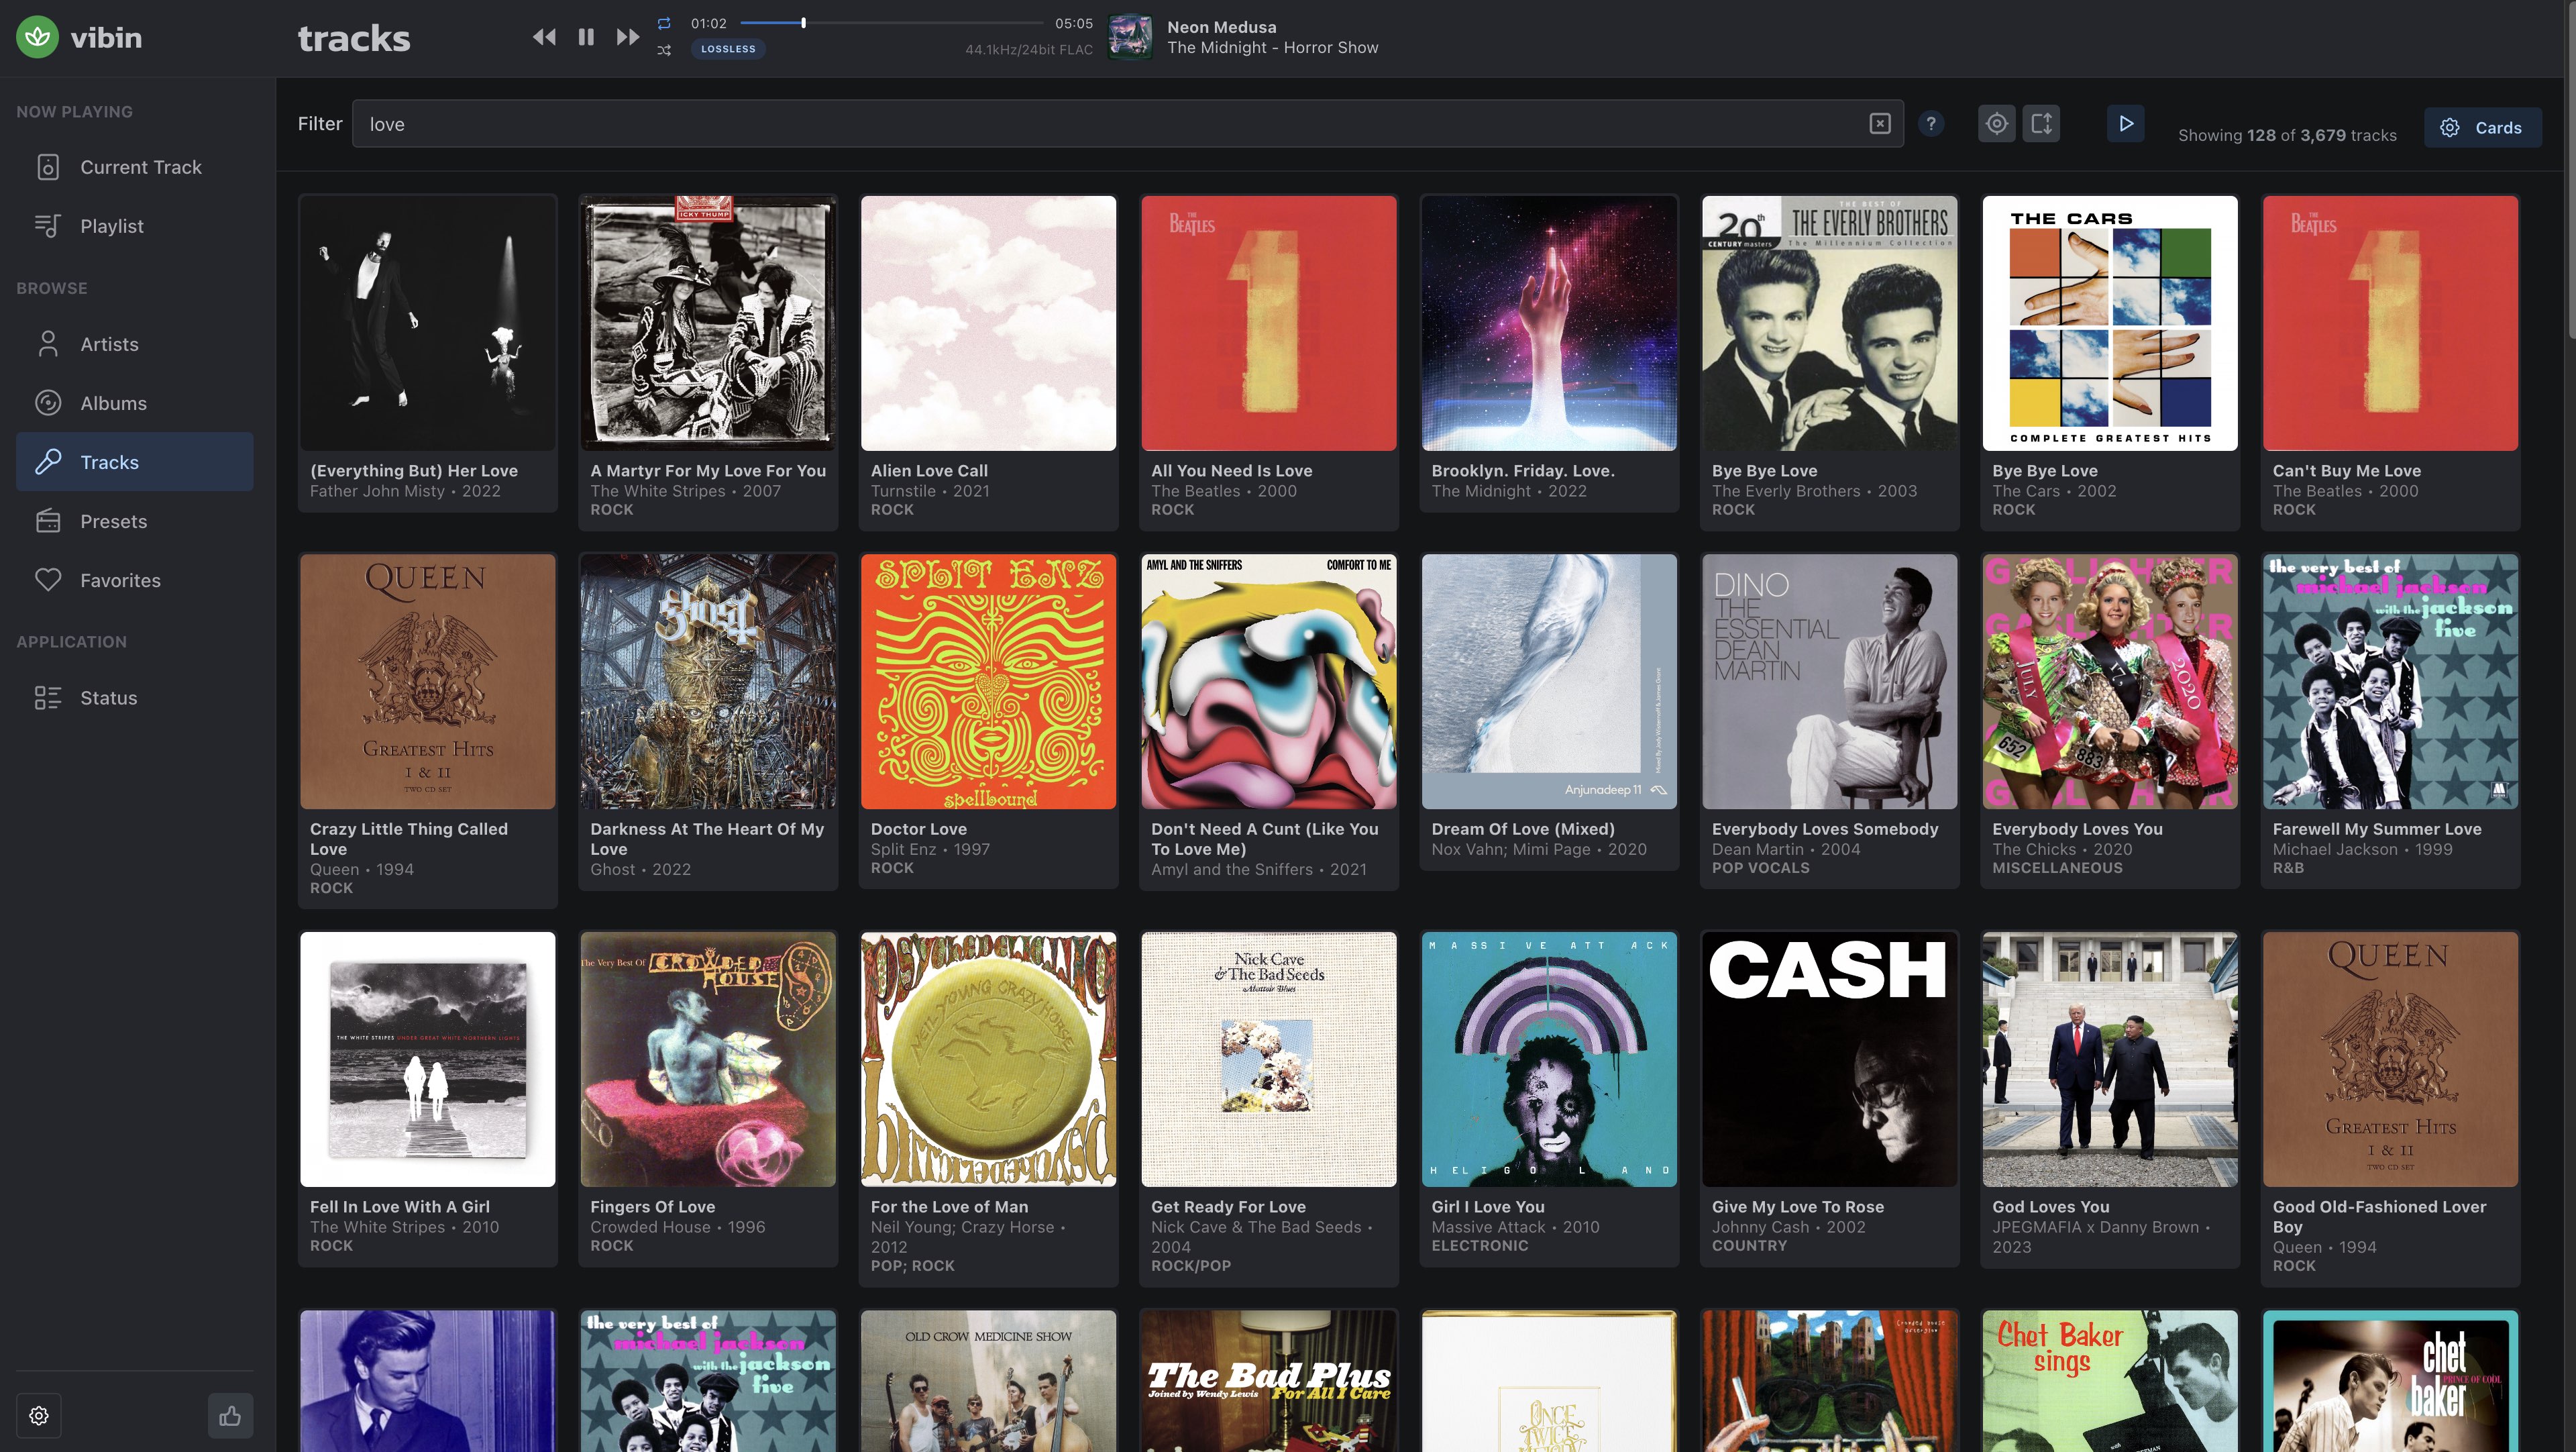 vibin
tracks
01:02
05:05
LOSSLESS
44.1kHz/24bit FLAC
Neon Medusa
The Midnight - Horror Show
NOW PLAYING
Current Track
Playlist
BROWSE
Artists
Albums
Tracks
Presets
Favorites
APPLICATION
Status
Filter
love
?
Showing 128 of 3,679 tracks
Cards
ICKY THUMP
THE BEATLES
1
20th CENTURY masters
THE BEST OF
THE EVERLY BROTHERS
The Millennium Collection
THE CARS
COMPLETE GREATEST HITS
THE BEATLES
1
(Everything But) Her Love
Father John Misty • 2022
A Martyr For My Love For You
The White Stripes • 2007
ROCK
Alien Love Call
Turnstile • 2021
ROCK
All You Need Is Love
The Beatles • 2000
ROCK
Brooklyn. Friday. Love.
The Midnight • 2022
Bye Bye Love
The Everly Brothers • 2003
ROCK
Bye Bye Love
The Cars • 2002
ROCK
Can't Buy Me Love
The Beatles • 2000
ROCK
QUEEN
GREATEST HITS
I & II
TWO CD SET
Ghost
SPLIT ENZ
spellbound
AMYL AND THE SNIFFERS
COMFORT TO ME
Anjunadeep 11
DINO
THE
ESSENTIAL
DEAN
MARTIN
GASLIGHTER
GASLIGHTER
JULY
17
2020
652
883
the very best of
michael jackson
with the jackson
five
Crazy Little Thing Called
Love
Queen • 1994
ROCK
Darkness At The Heart Of My
Love
Ghost • 2022
Doctor Love
Split Enz • 1997
ROCK
Don't Need A Cunt (Like You
To Love Me)
Amyl and the Sniffers • 2021
Dream Of Love (Mixed)
Nox Vahn; Mimi Page • 2020
Everybody Loves Somebody
Dean Martin • 2004
POP VOCALS
Everybody Loves You
The Chicks • 2020
MISCELLANEOUS
Farewell My Summer Love
Michael Jackson • 1999
R&B
THE WHITE STRIPES UNDER GREAT WHITE NORTHERN LIGHTS
The Very Best Of
CROWDED
HOUSE
NEIL YOUNG CRAZY HORSE
Nick Cave
& The Bad Seeds
Abattoir Blues
MASSIVE ATTACK
HELIGOLAND
CASH
QUEEN
GREATEST HITS
I & II
TWO CD SET
Fell In Love With A Girl
The White Stripes • 2010
ROCK
Fingers Of Love
Crowded House • 1996
ROCK
For the Love of Man
Neil Young; Crazy Horse •
2012
POP; ROCK
Get Ready For Love
Nick Cave & The Bad Seeds •
2004
ROCK/POP
Girl I Love You
Massive Attack • 2010
ELECTRONIC
Give My Love To Rose
Johnny Cash • 2002
COUNTRY
God Loves You
JPEGMAFIA x Danny Brown •
2023
Good Old-Fashioned Lover
Boy
Queen • 1994
ROCK
the very best of
michael jackson
with the jackson
five
OLD CROW MEDICINE SHOW
The Bad Plus
Joined by Wendy Lewis For All I Care
ONCE
TWICE
MELODY
Crowded House
afterglow
Chet Baker
sings
chet
PRINCE OF COOL
baker